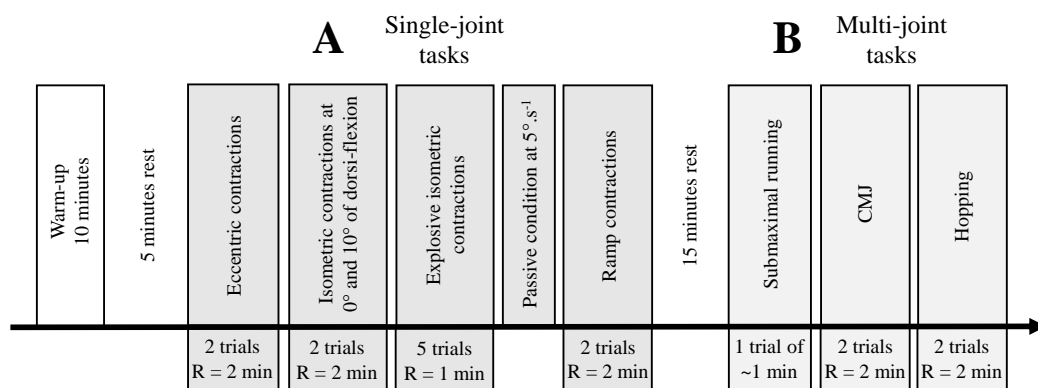 A
Single-joint
tasks
B
Multi-joint
tasks
Warm-up
10 minutes
5 minutes rest
Eccentric contractions
Isometric contractions at
0° and 10° of dorsi-flexion
Explosive isometric
contractions
Passive condition at 5°.s⁻¹
Ramp contractions
15 minutes rest
Submaximal running
CMJ
Hopping
2 trials
R = 2 min
2 trials
R = 2 min
5 trials
R = 1 min
2 trials
R = 2 min
1 trial of
~1 min
2 trials
R = 2 min
2 trials
R = 2 min